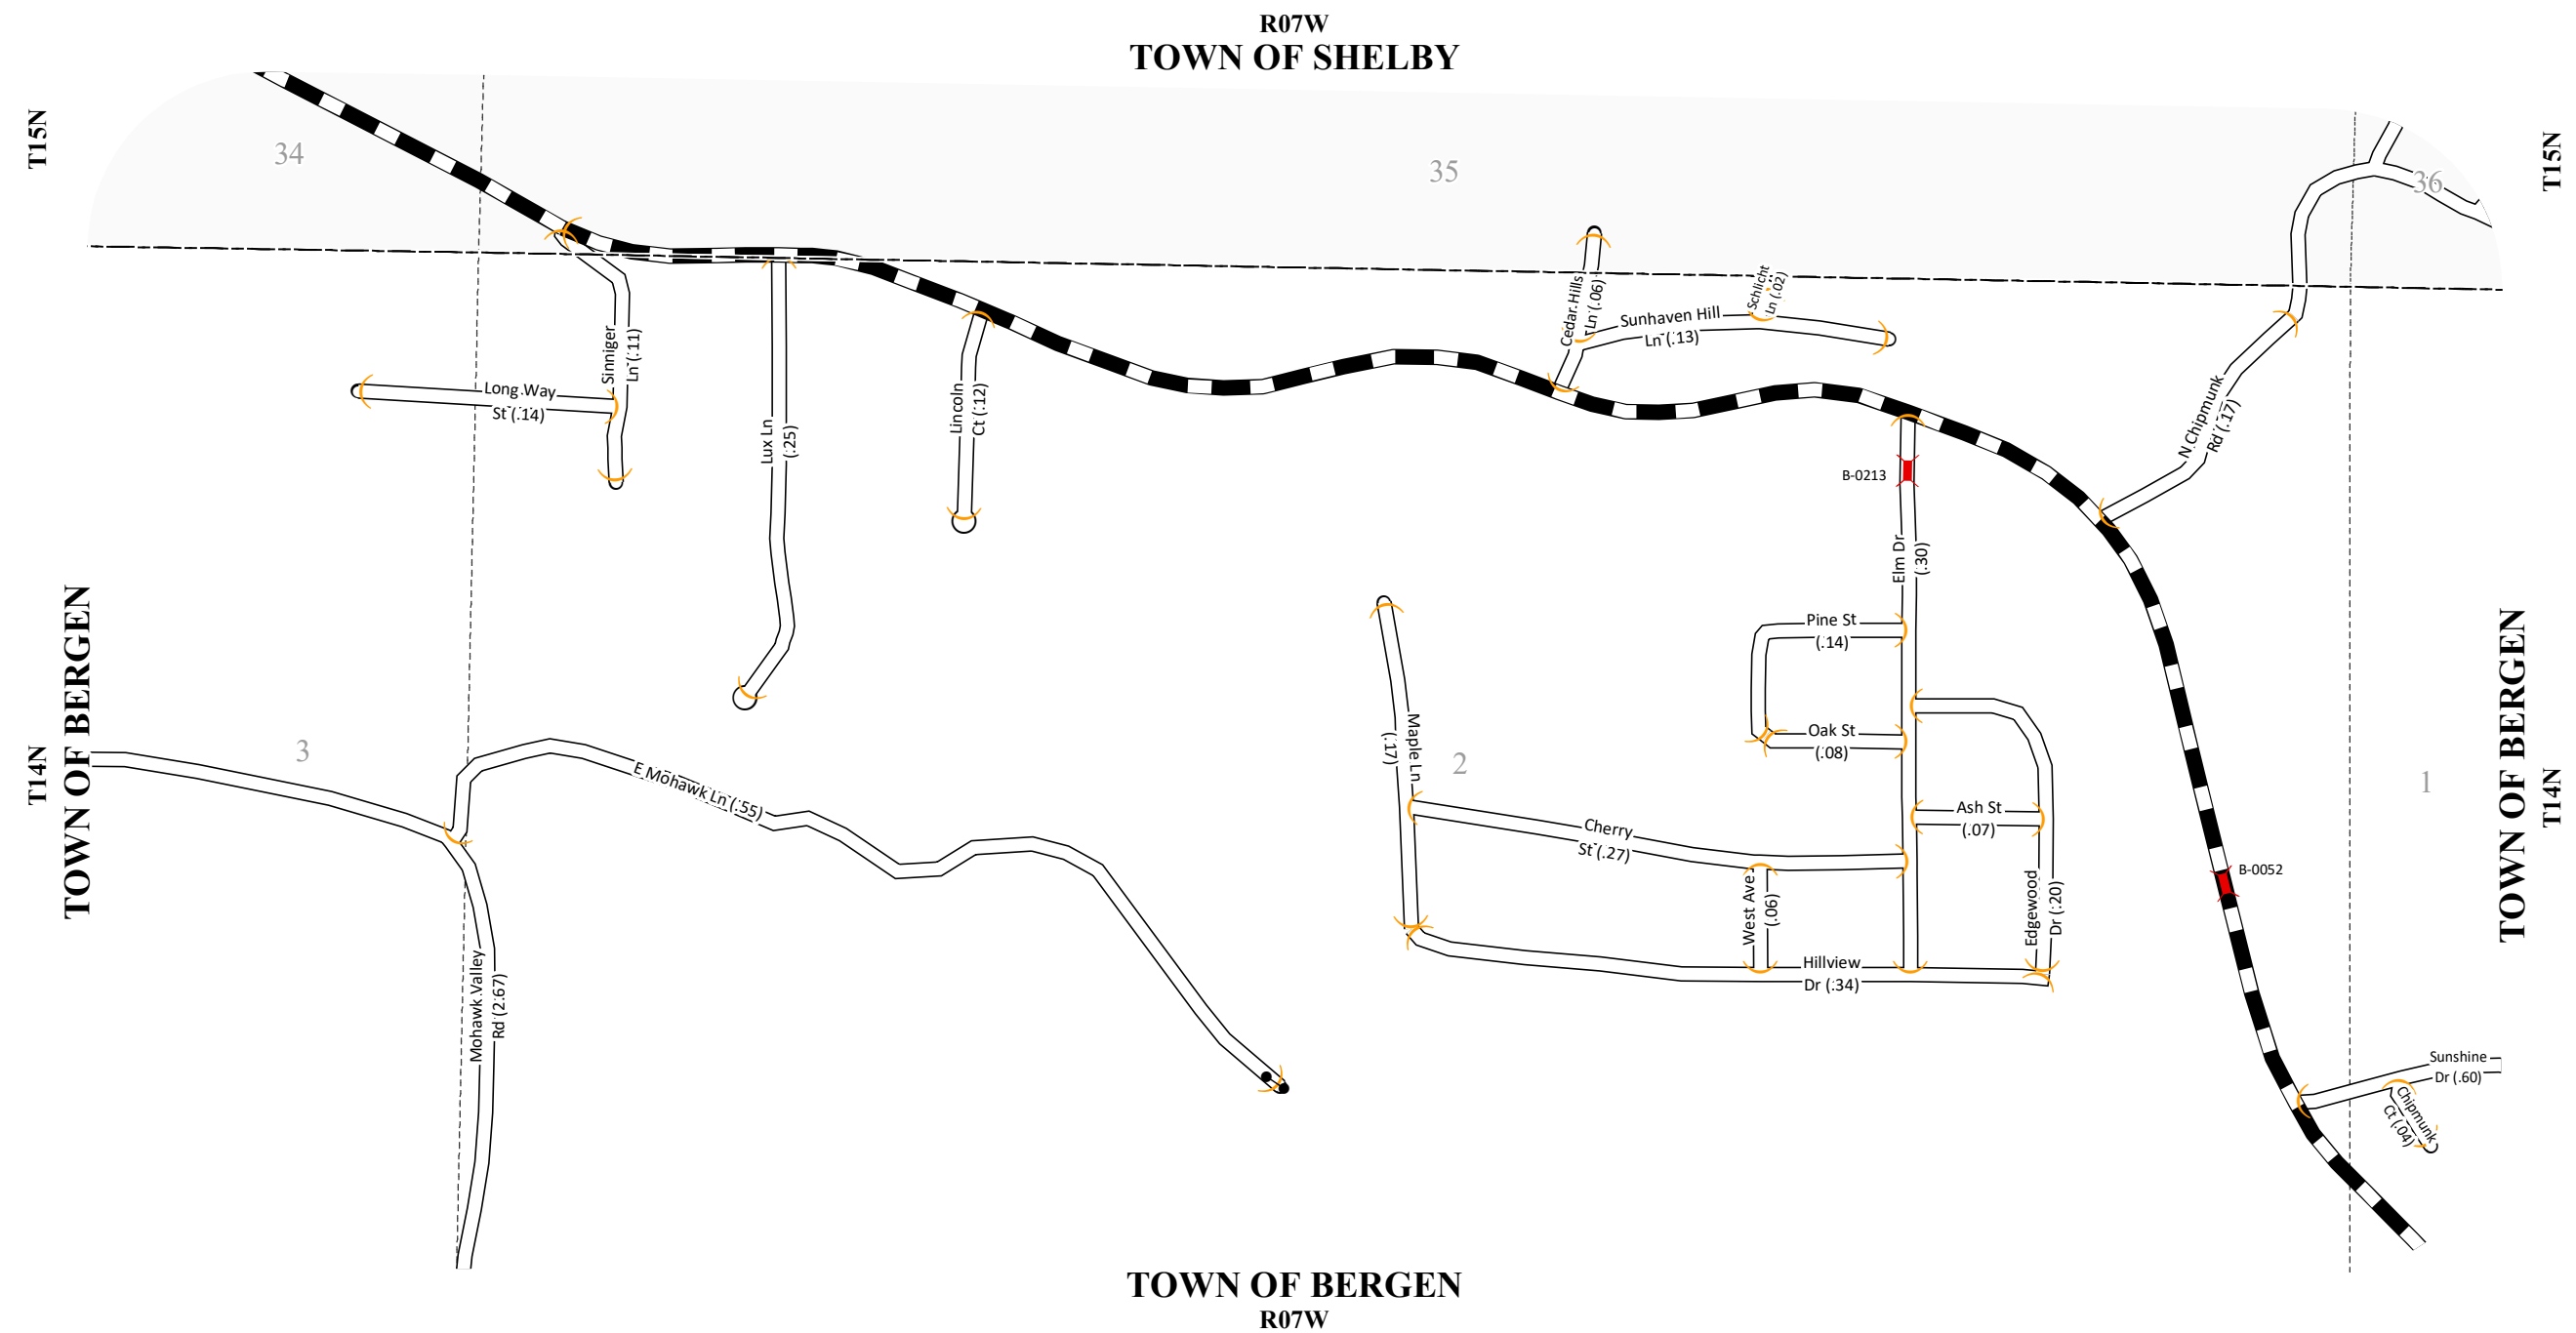 R07W
TOWN OF SHELBY
T15N
T15N
34
35
36
Cedar Hills
Ln (.06)
Schlicht
Ln (.02)
Sunhaven Hill
Ln (.13)
Sinniger
Ln (.11)
Long Way
St (.14)
Lux Ln
(.25)
Lincoln
Ct (.12)
N Chipmunk
Rd (.17)
B-0213
Elm Dr
(.30)
Pine St
(.14)
Oak St
(.08)
Maple Ln
(.17)
TOWN OF BERGEN
T14N
3
2
1
TOWN OF BERGEN
T14N
E Mohawk Ln (.55)
Ash St
(.07)
Cherry
St (.27)
West Ave
(.06)
Edgewood
Dr (.20)
B-0052
Hillview
Dr (.34)
Mohawk Valley
Rd (2.67)
Sunshine
Dr (.60)
Chipmunk
Ct (.04)
TOWN OF BERGEN
R07W